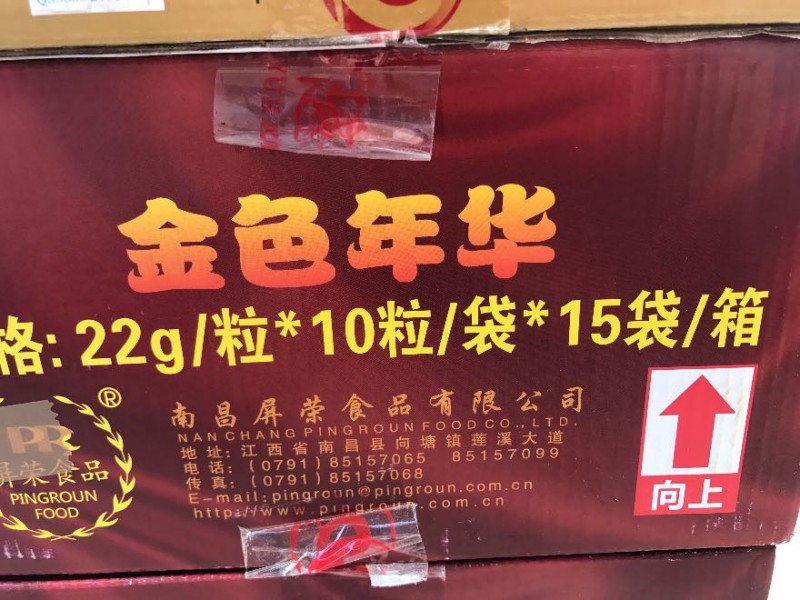 金色年华
格: 22g/粒*10粒/袋*15袋/箱
®
PR
屏荣食品
PINGROUN
FOOD
南昌屏荣食品有限公司
NANCHANG PINGROUN FOOD CO., LTD.
地址: 江西省南昌县向塘镇莲溪大道
电话: (0791) 85157065 85157099
传真: (0791) 85157068
E-mail:pingroun@pingroun.com.cn
http://www.pingroun.com.cn
向上